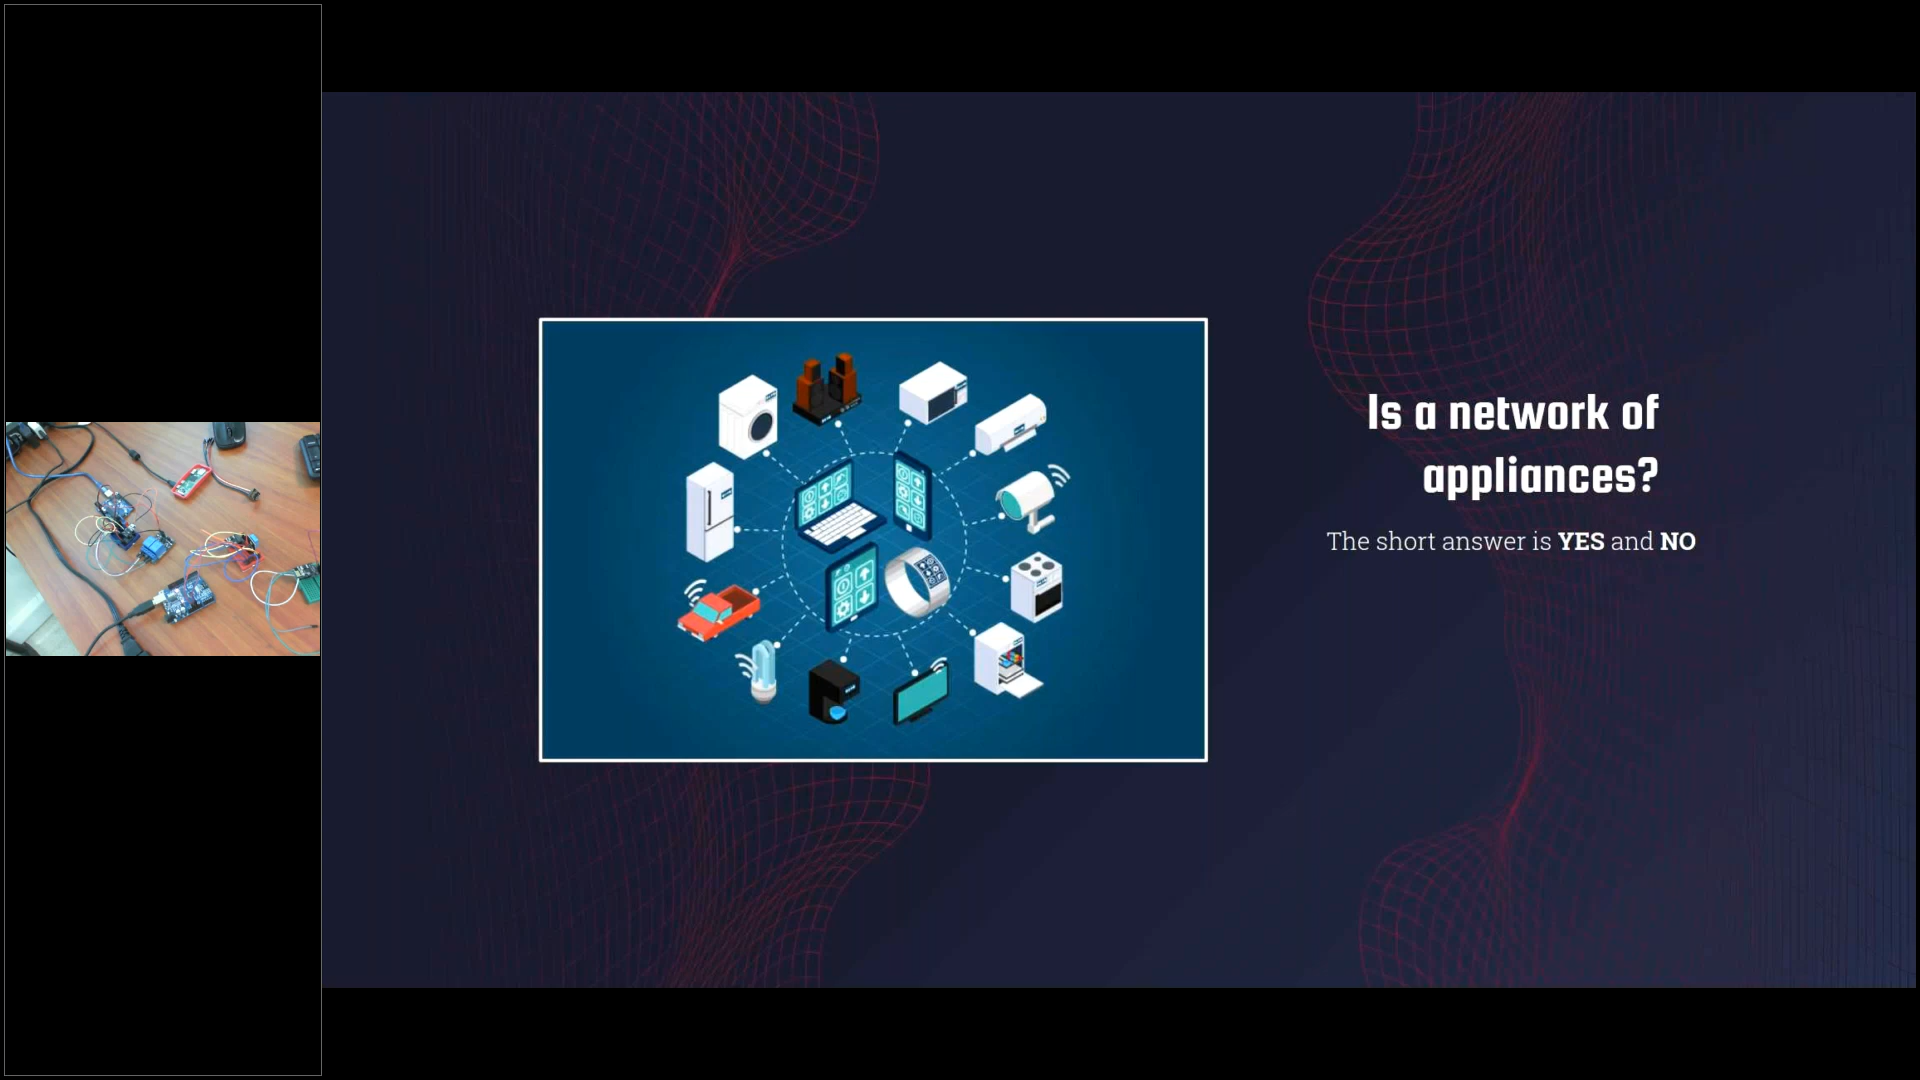 Is a network of
appliances?
The short answer is YES and NO